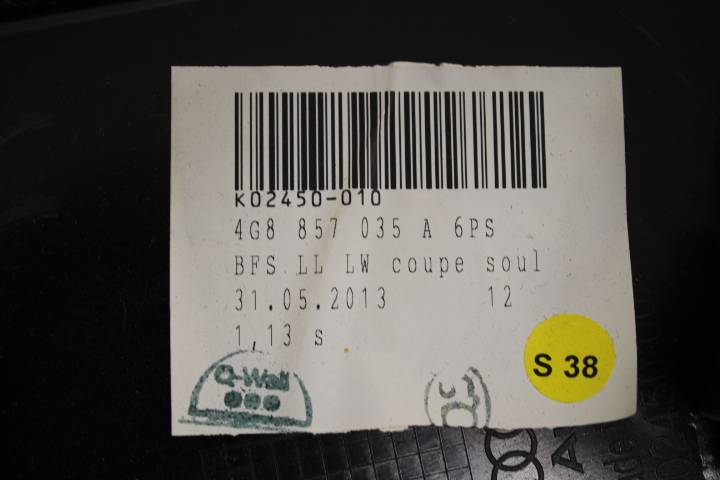 K02450-010
4G8 857 035 A 6PS
BFS LL LW coupe soul
31.05.2013 12
1,13 s
Q-Wall
S 38